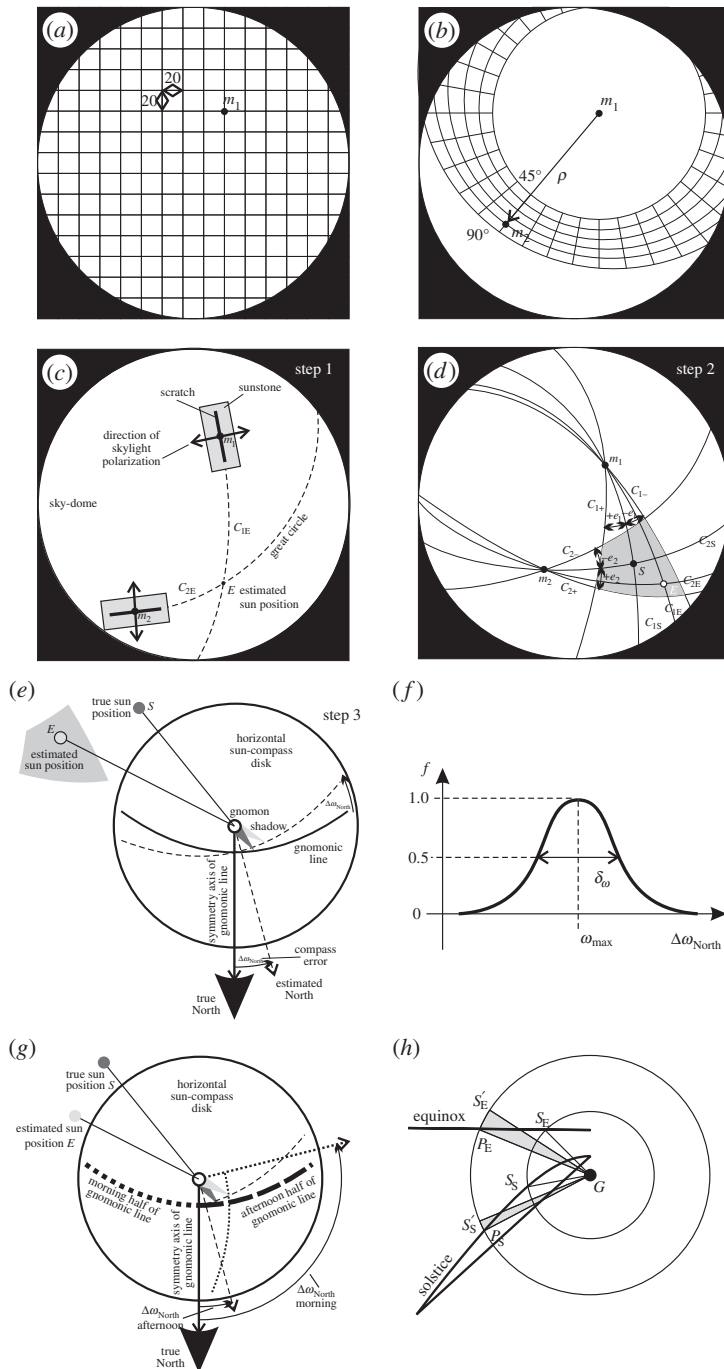 (a)
20
20
m1
(b)
m1
45°
ρ
90°
m2
(c)
step 1
scratch
sunstone
direction of
skylight
polarization
m1
sky-dome
C1E
great circle
C2E
E
estimated
sun position
m2
(d)
step 2
m1
C1+
+e1
–e1
C1–
C2–
–e2
C2S
m2
S
+e2
C2+
C2E
E
C1E
C1S
(e)
true sun
position
S
step 3
E
estimated
sun position
horizontal
sun-compass
disk
gnomon
shadow
ΔωNorth
gnomonic
line
symmetry axis of
gnomonic line
compass
error
ΔωNorth
estimated
North
true
North
(f)
f
1.0
0.5
δω
0
ωmax
ΔωNorth
(g)
true sun
position S
horizontal
sun-compass
disk
estimated sun
position E
morning half of
gnomonic line
afternoon half of
gnomonic line
symmetry axis of
gnomonic line
ΔωNorth
morning
ΔωNorth
afternoon
true
North
(h)
S′E
equinox
SE
PE
SS
G
S′S
PS
solstice